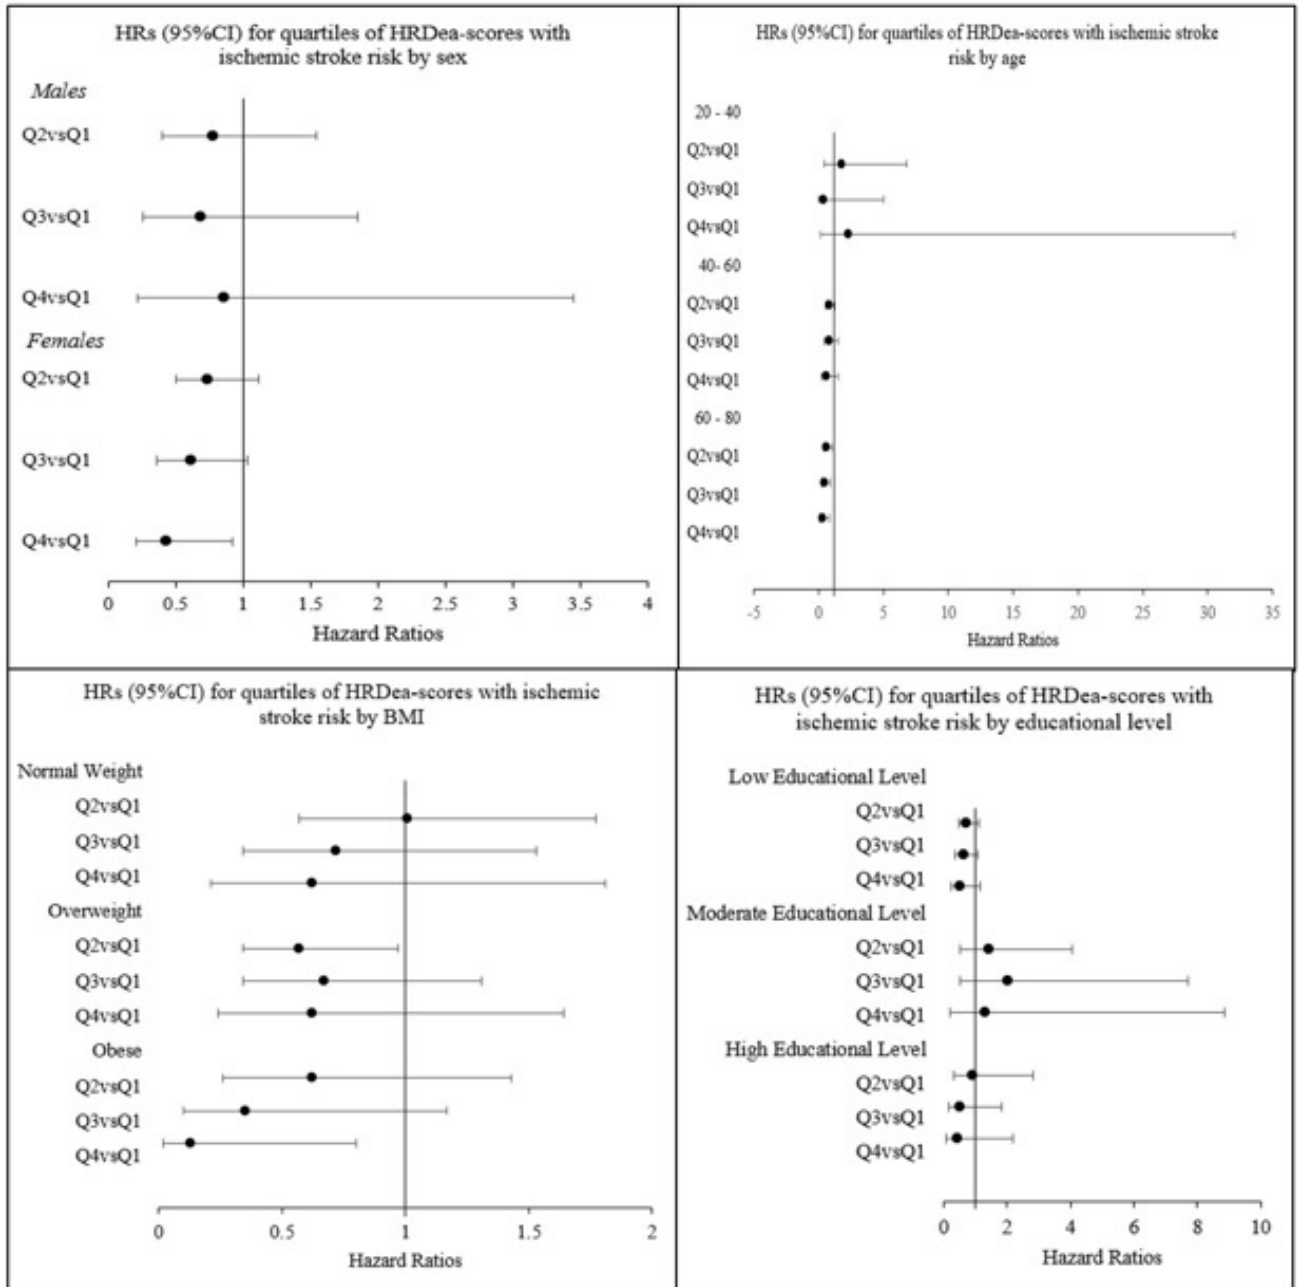 HRs (95%CI) for quartiles of HRDea-scores with
ischemic stroke risk by sex
Males
Q2vsQ1
Q3vsQ1
Q4vsQ1
Females
Q2vsQ1
Q3vsQ1
Q4vsQ1
0 0.5 1 1.5 2 2.5 3 3.5 4
Hazard Ratios
HRs (95%CI) for quartiles of HRDea-scores with ischemic stroke
risk by age
20 - 40
Q2vsQ1
Q3vsQ1
Q4vsQ1
40- 60
Q2vsQ1
Q3vsQ1
Q4vsQ1
60 - 80
Q2vsQ1
Q3vsQ1
Q4vsQ1
-5 0 5 10 15 20 25 30 35
Hazard Ratios
HRs (95%CI) for quartiles of HRDea-scores with ischemic
stroke risk by BMI
Normal Weight
Q2vsQ1
Q3vsQ1
Q4vsQ1
Overweight
Q2vsQ1
Q3vsQ1
Q4vsQ1
Obese
Q2vsQ1
Q3vsQ1
Q4vsQ1
0 0.5 1 1.5 2
Hazard Ratios
HRs (95%CI) for quartiles of HRDea-scores with
ischemic stroke risk by educational level
Low Educational Level
Q2vsQ1
Q3vsQ1
Q4vsQ1
Moderate Educational Level
Q2vsQ1
Q3vsQ1
Q4vsQ1
High Educational Level
Q2vsQ1
Q3vsQ1
Q4vsQ1
0 2 4 6 8 10
Hazard Ratios